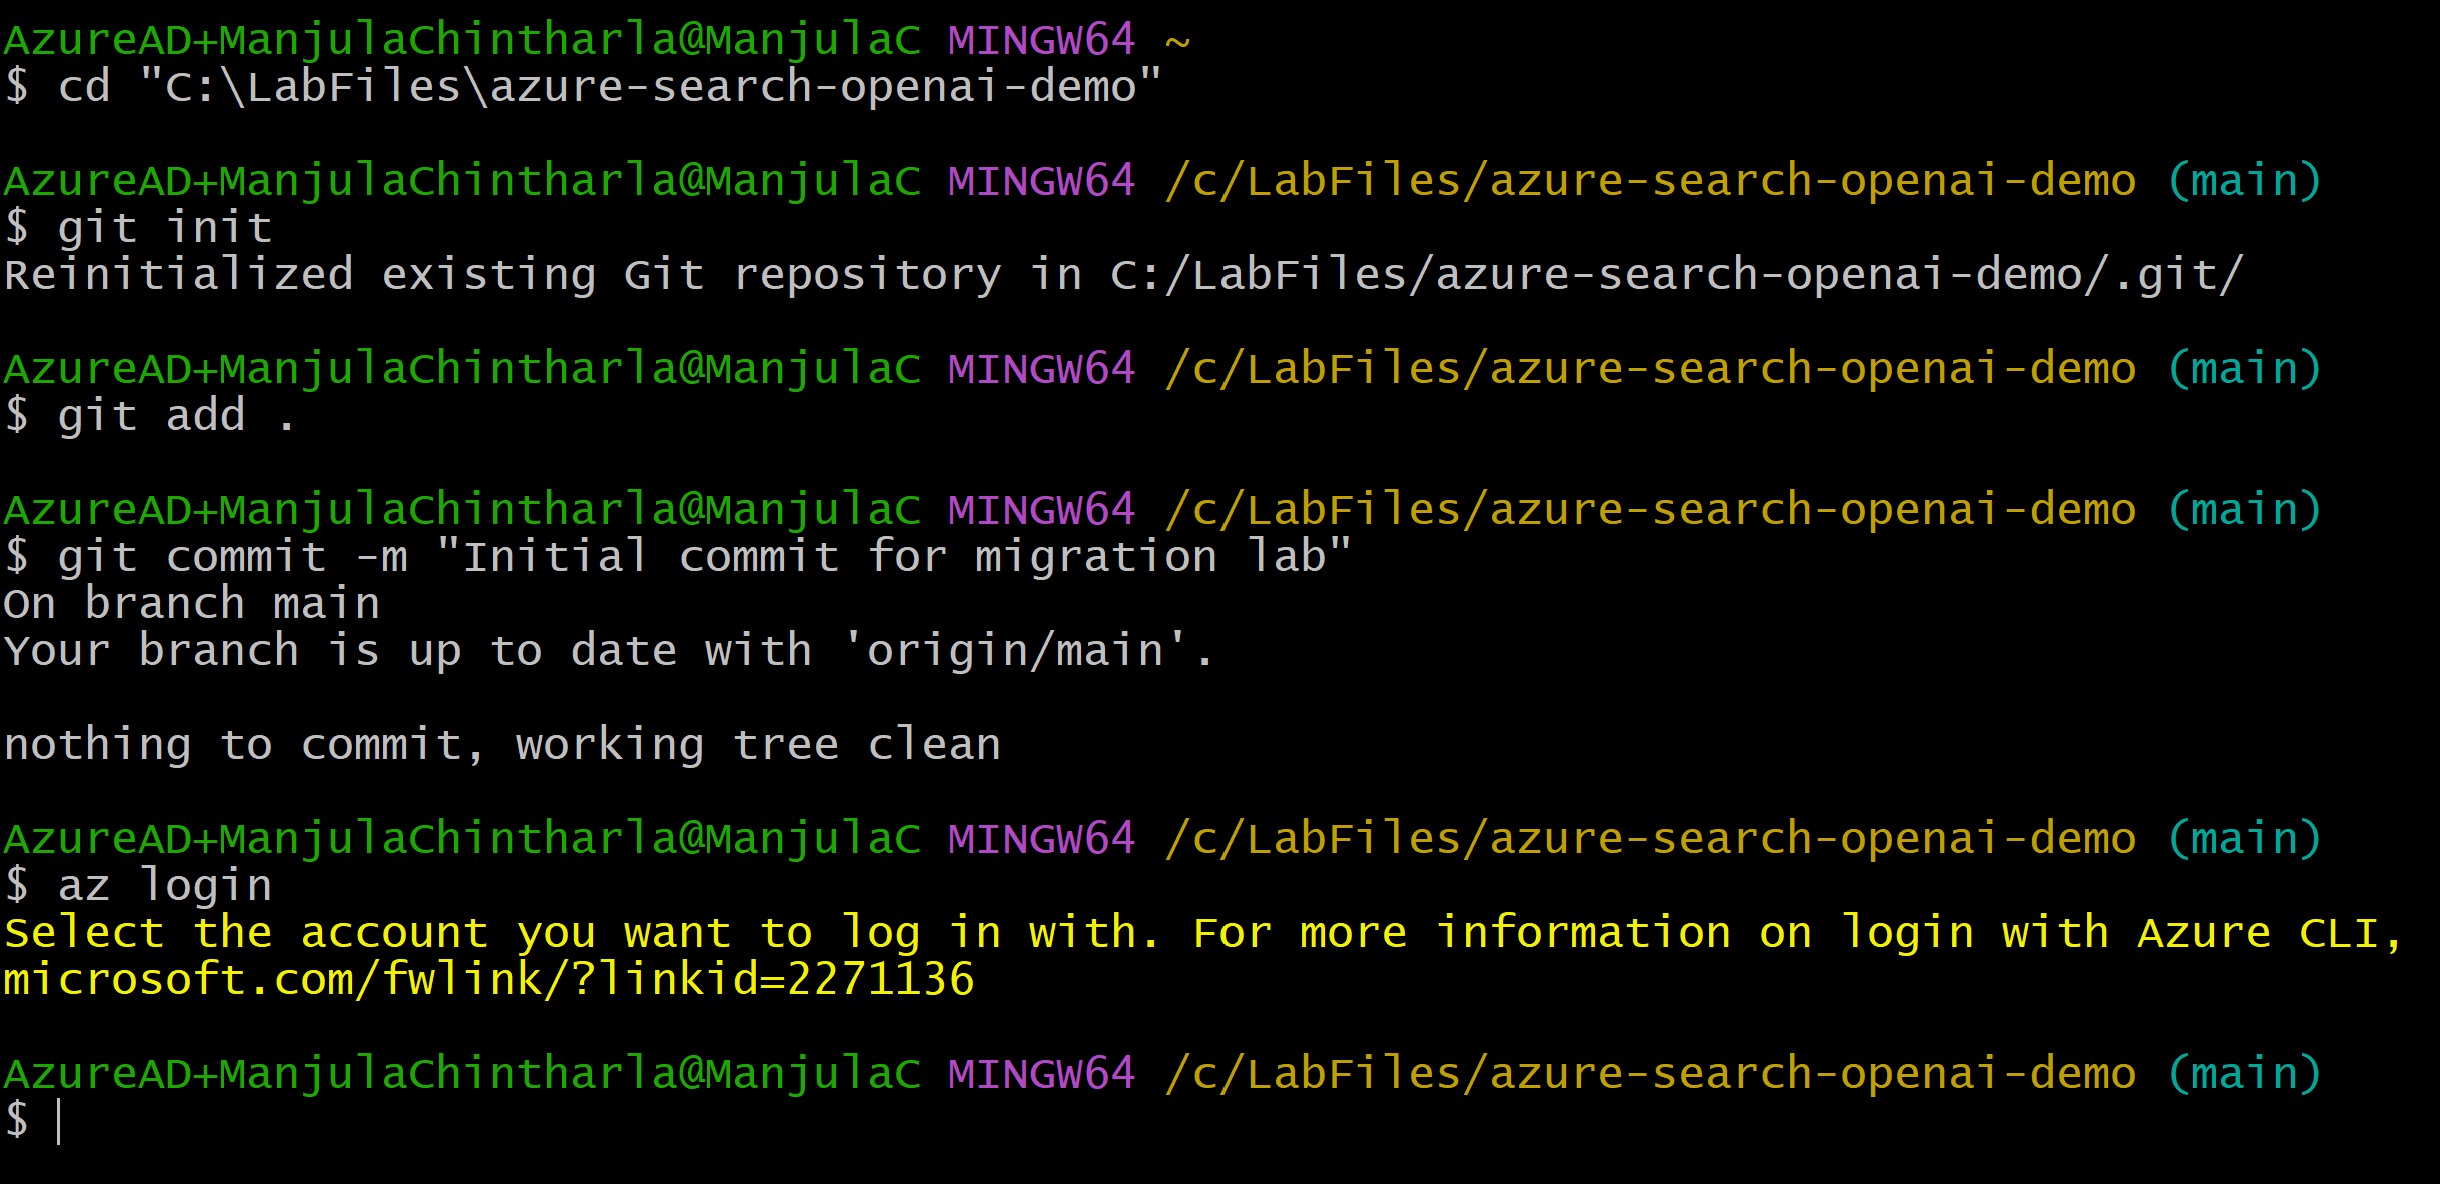 AzureAD+ManjulaChintharla@ManjulaC MINGW64 ~
$ cd "C:\LabFiles\azure-search-openai-demo"
AzureAD+ManjulaChintharla@ManjulaC MINGW64 /c/LabFiles/azure-search-openai-demo (main)
$ git init
Reinitialized existing Git repository in C:/LabFiles/azure-search-openai-demo/.git/
AzureAD+ManjulaChintharla@ManjulaC MINGW64 /c/LabFiles/azure-search-openai-demo (main)
$ git add .
AzureAD+ManjulaChintharla@ManjulaC MINGW64 /c/LabFiles/azure-search-openai-demo (main)
$ git commit -m "Initial commit for migration lab"
On branch main
Your branch is up to date with 'origin/main'.
nothing to commit, working tree clean
AzureAD+ManjulaChintharla@ManjulaC MINGW64 /c/LabFiles/azure-search-openai-demo (main)
$ az login
Select the account you want to log in with. For more information on login with Azure CLI,
microsoft.com/fwlink/?linkid=2271136
AzureAD+ManjulaChintharla@ManjulaC MINGW64 /c/LabFiles/azure-search-openai-demo (main)
$